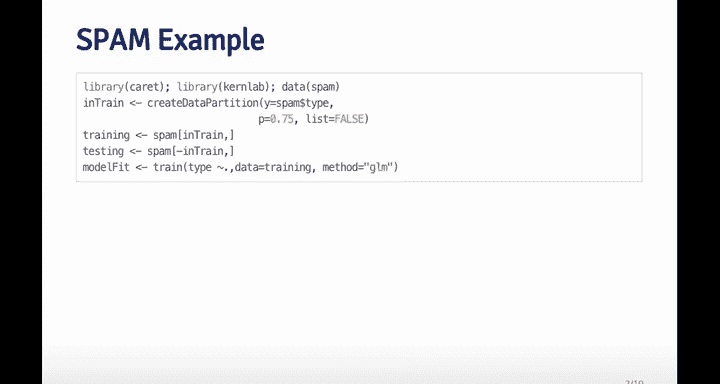 SPAM Example
library(caret); library(kernlab); data(spam)
inTrain <- createDataPartition(y=spam$type,
p=0.75, list=FALSE)
training <- spam[inTrain,]
testing <- spam[-inTrain,]
modelFit <- train(type ~.,data=training, method="glm")